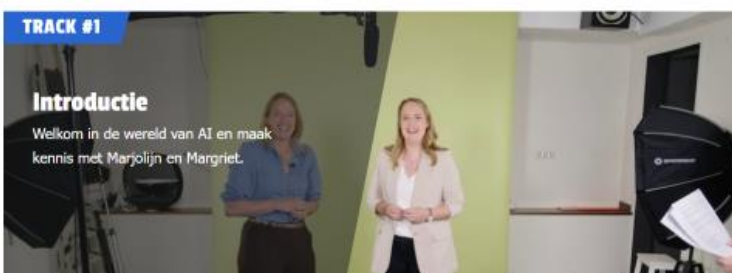 TRACK #1
Introductie
Welkom in de wereld van AI en maak
kennis met Marjolijn en Margriet.